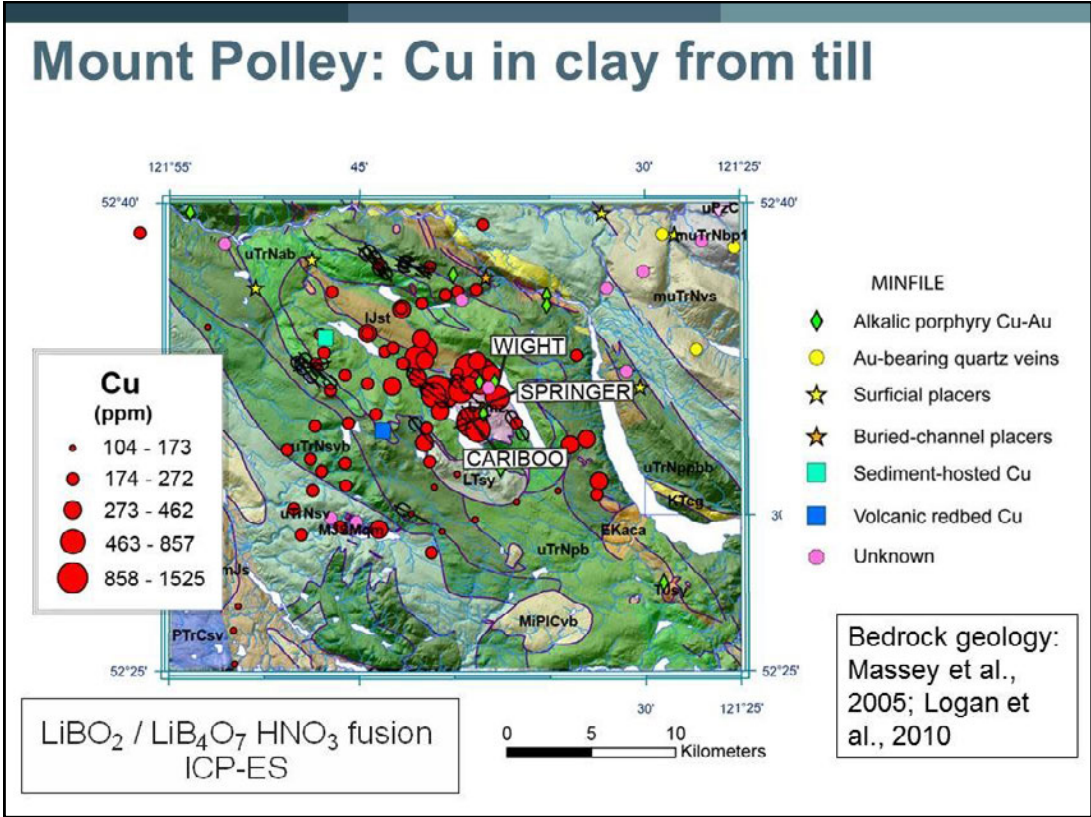 Mount Polley: Cu in clay from till
121°55'
45'
30'
121°25'
52°40'
52°40'
uPzC
muTrNbp1
uTrNab
muTrNvs
IJst
WIGHT
SPRINGER
CARIBOO
LTsy
uTrNsvb
uTrNppbb
KTcg
uTrNsy
EKaca
uTrNpb
MiPlCvb
PTrCsv
52°25'
52°25'
30'
121°25'
MINFILE
Alkalic porphyry Cu-Au
Au-bearing quartz veins
Surficial placers
Buried-channel placers
Sediment-hosted Cu
Volcanic redbed Cu
Unknown
Cu
(ppm)
104 - 173
174 - 272
273 - 462
463 - 857
858 - 1525
LiBO₂ / LiB₄O₇ HNO₃ fusion
ICP-ES
0 5 10
Kilometers
Bedrock geology:
Massey et al.,
2005; Logan et
al., 2010